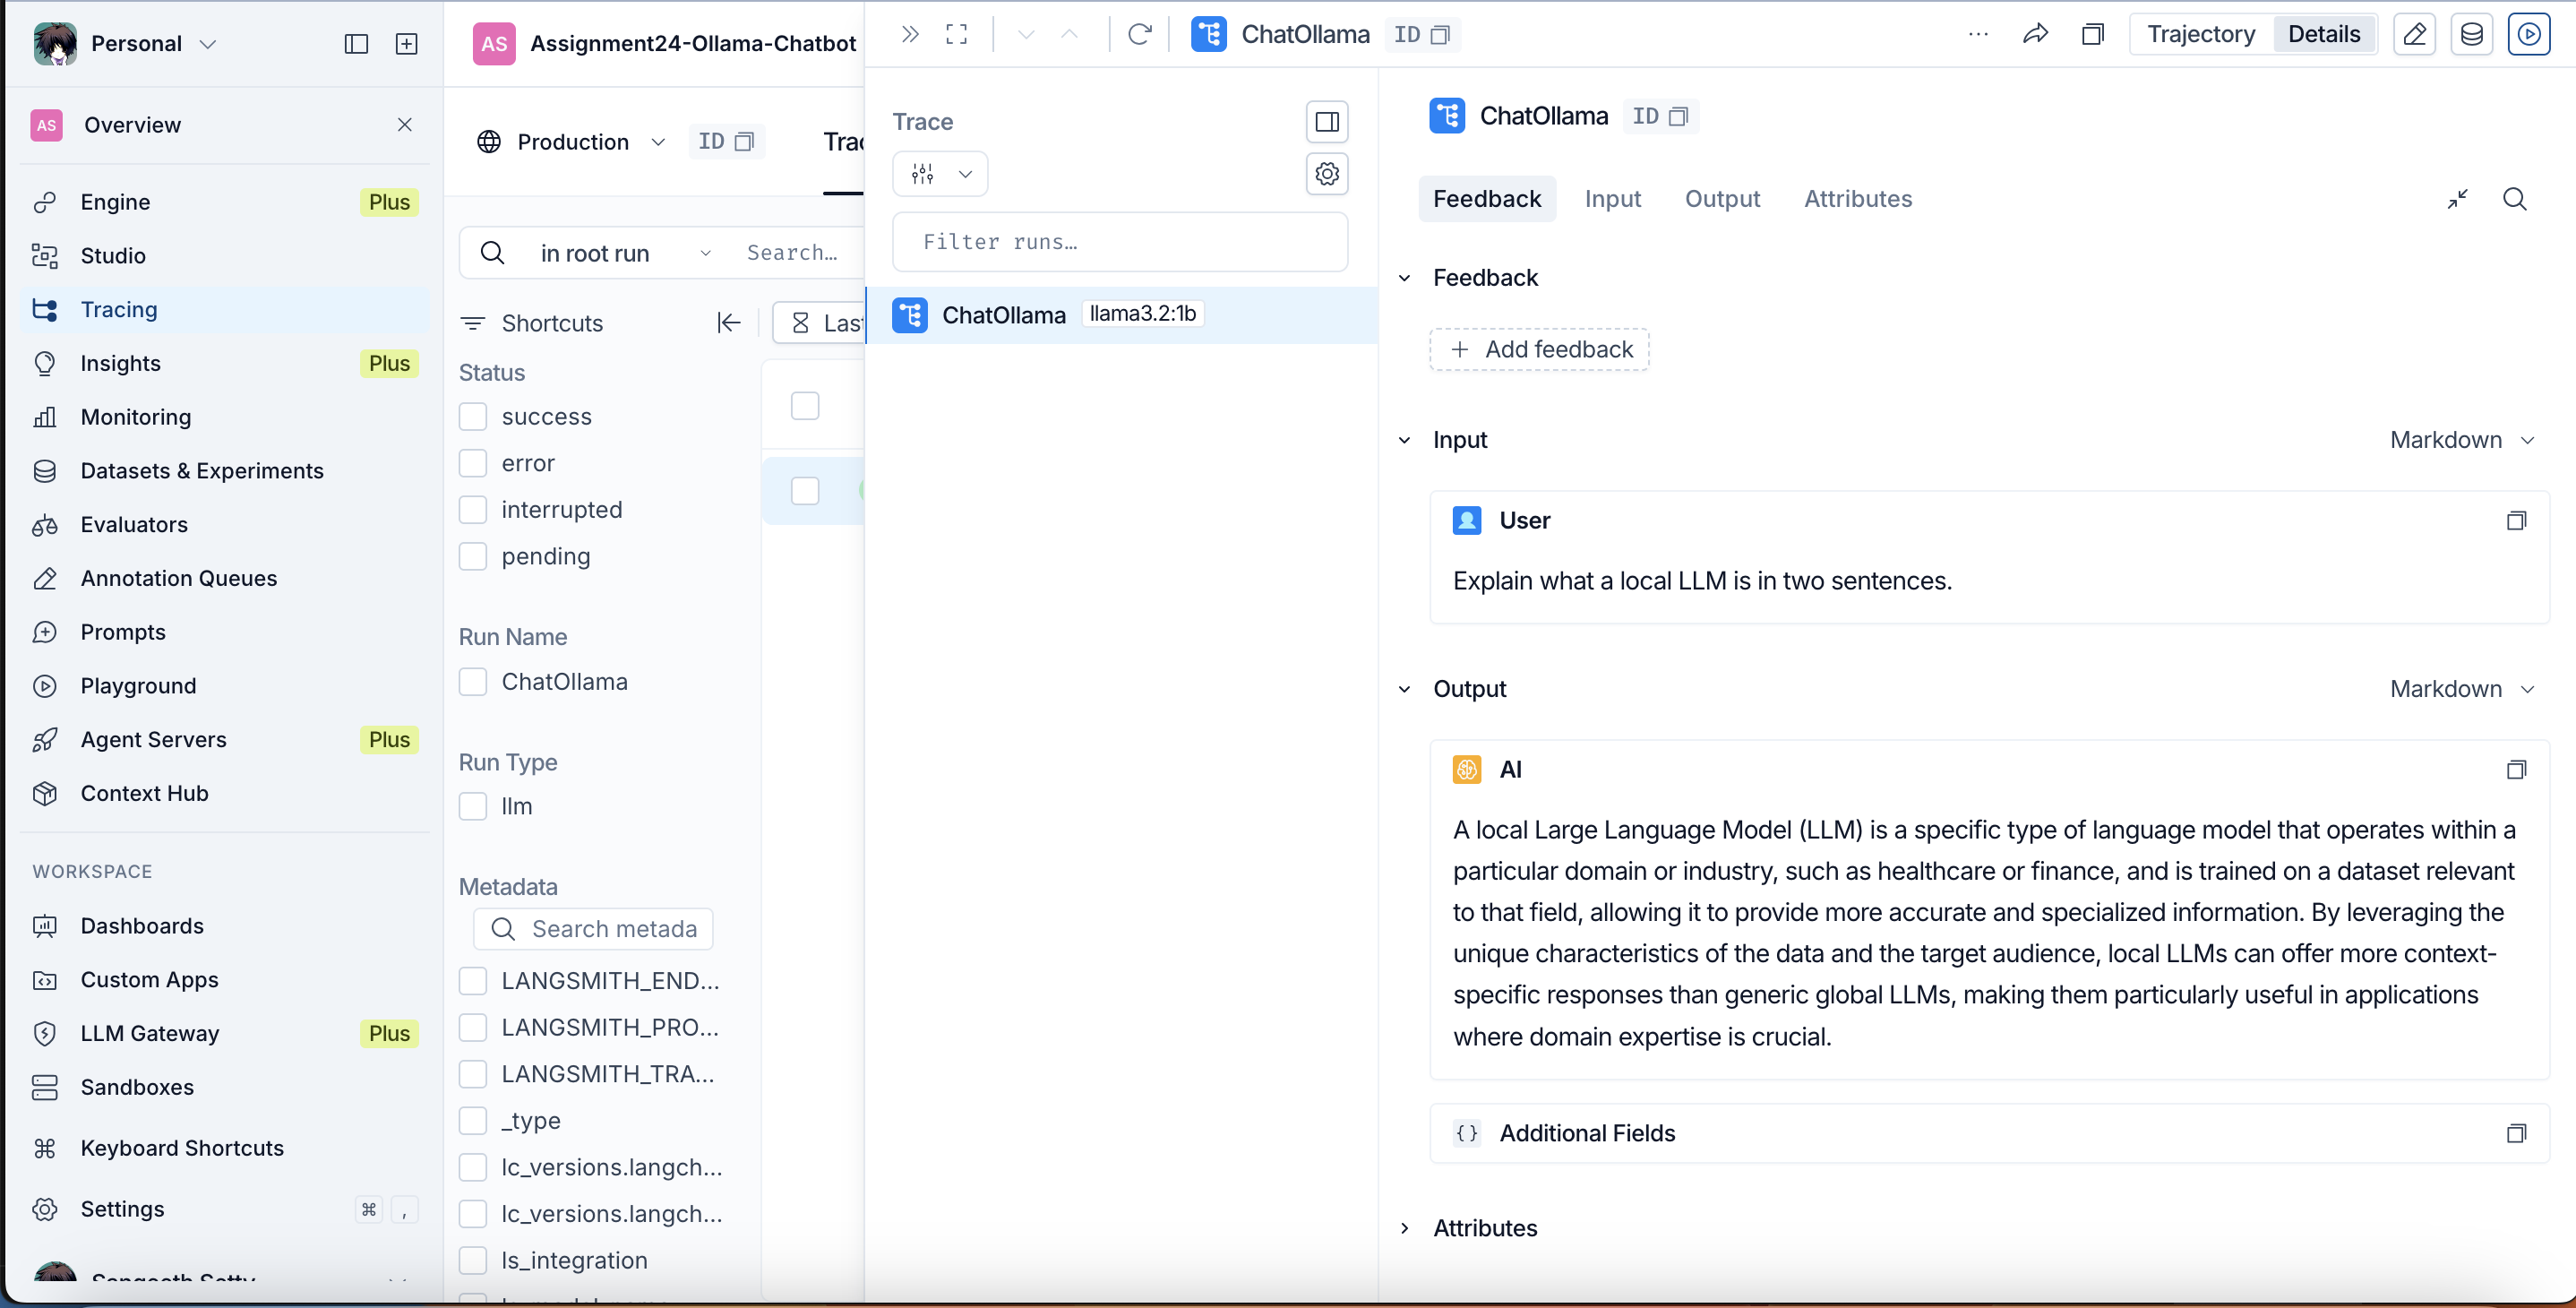 Personal
AS Overview
Engine Plus
Studio
Tracing
Insights Plus
Monitoring
Datasets & Experiments
Evaluators
Annotation Queues
Prompts
Playground
Agent Servers Plus
Context Hub
WORKSPACE
Dashboards
Custom Apps
LLM Gateway Plus
Sandboxes
Keyboard Shortcuts
Settings ⌘ ,
AS Assignment24-Ollama-Chatbot
Production ID Trac
in root run Search...
Shortcuts Last
Status
success
error
interrupted
pending
Run Name
ChatOllama
Run Type
llm
Metadata
Search metada
LANGSMITH_END...
LANGSMITH_PRO...
LANGSMITH_TRA...
_type
lc_versions.langch...
lc_versions.langch...
ls_integration
ChatOllama ID
Trajectory Details
Trace
Filter runs...
ChatOllama llama3.2:1b
ChatOllama ID
Feedback Input Output Attributes
Feedback
+ Add feedback
Input Markdown
User
Explain what a local LLM is in two sentences.
Output Markdown
AI
A local Large Language Model (LLM) is a specific type of language model that operates within a
particular domain or industry, such as healthcare or finance, and is trained on a dataset relevant
to that field, allowing it to provide more accurate and specialized information. By leveraging the
unique characteristics of the data and the target audience, local LLMs can offer more context-
specific responses than generic global LLMs, making them particularly useful in applications
where domain expertise is crucial.
{} Additional Fields
Attributes